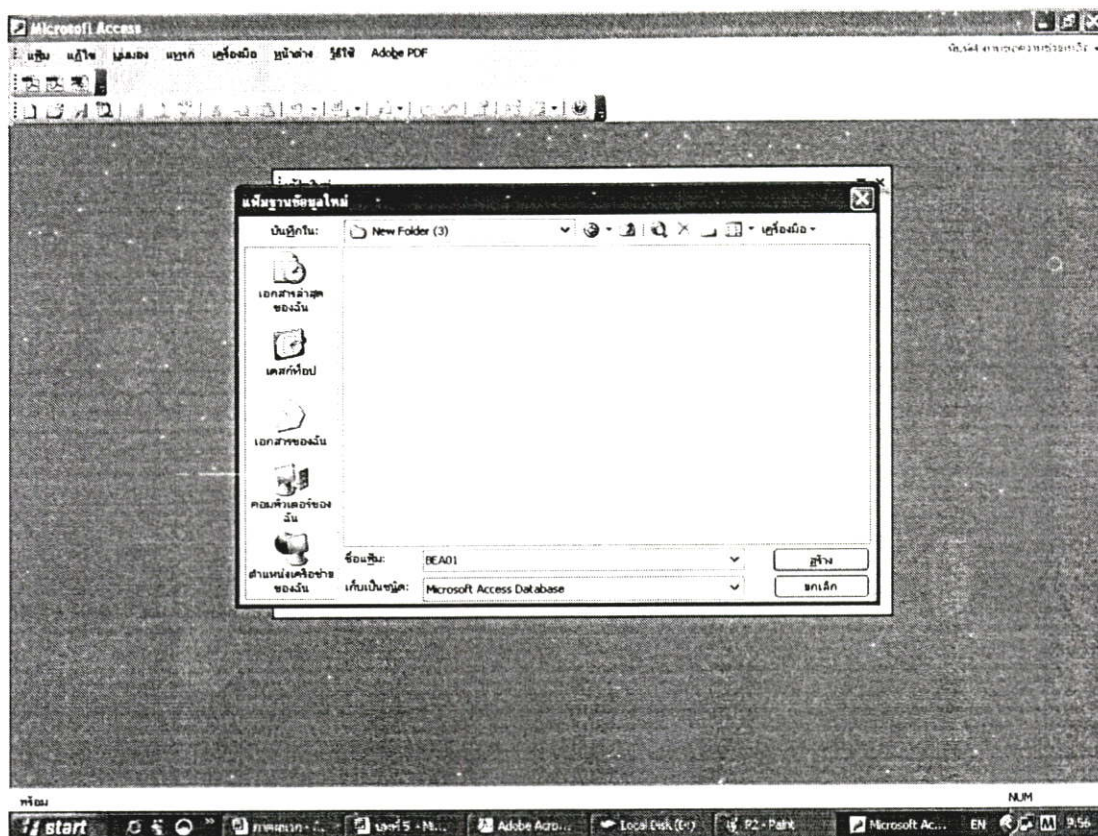 Microsoft Access
แฟ้ม แก้ไข มุมมอง แทรก เครื่องมือ หน้าต่าง วิธีใช้ Adobe PDF
แฟ้มฐานข้อมูลใหม่
บันทึกใน: New Folder (3) เครื่องมือ
เอกสารล่าสุด
ของฉัน
เดสก์ท็อป
เอกสารของฉัน
คอมพิวเตอร์ของ
ฉัน
ตำแหน่งเครือข่าย
ของฉัน
ชื่อแฟ้ม: BEA01 สร้าง
เก็บเป็นชนิด: Microsoft Access Database ยกเลิก
พร้อม NUM
start บทที่ 5 - M... Adobe Acro... Local Disk (E:) R2 - Paint Microsoft Ac... EN 9:56